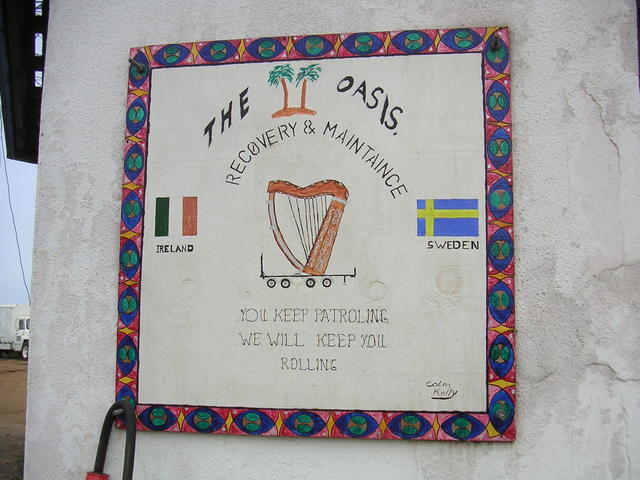 THE OASIS.
RECOVERY & MAINTAINCE
IRELAND
SWEDEN
YOU KEEP PATROLING
WE WILL KEEP YOU
ROLLING
Colm
Kelly